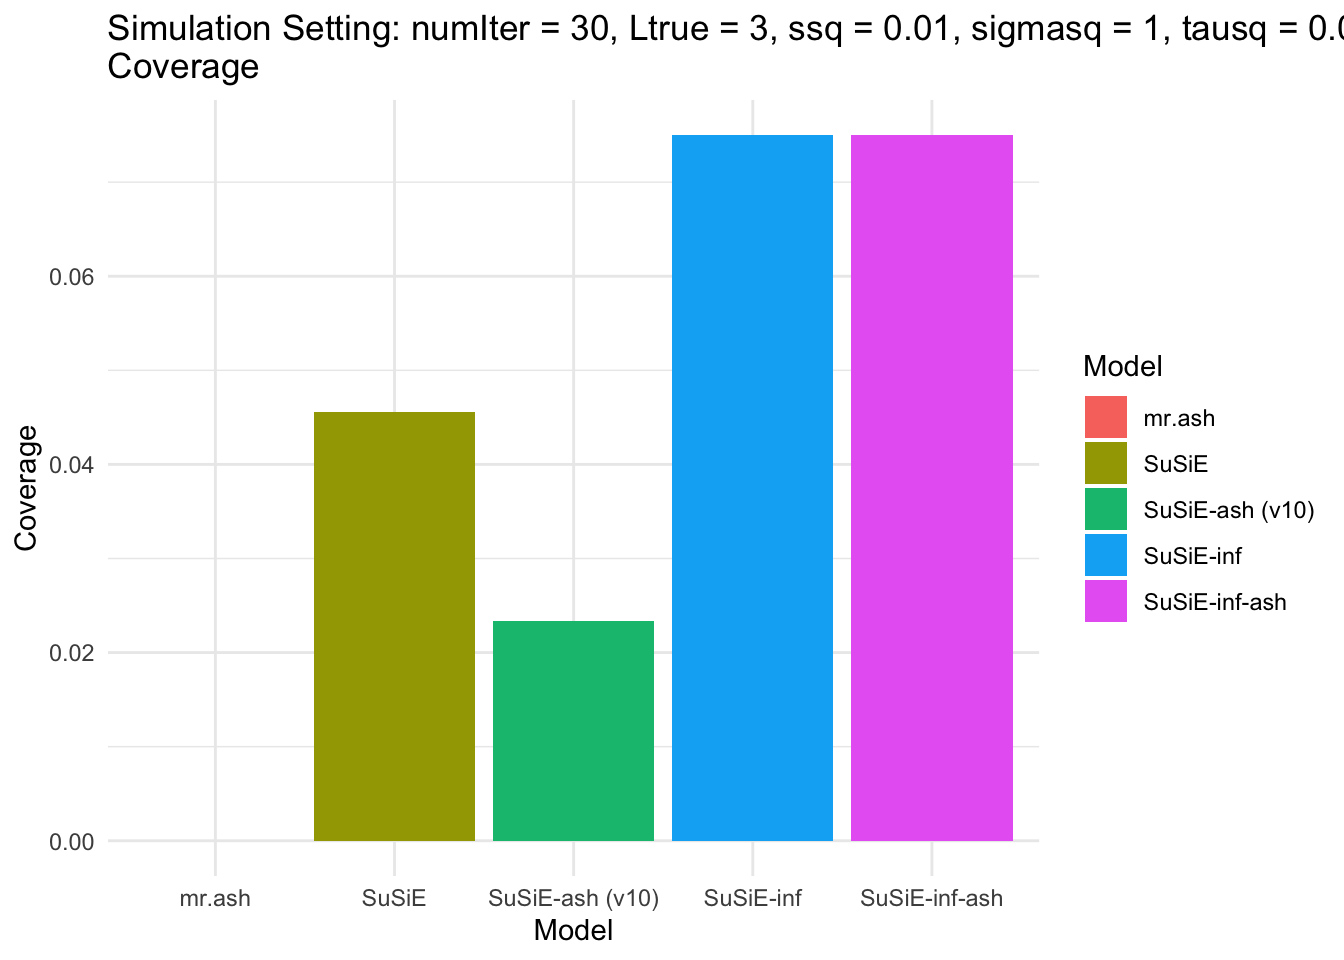 Simulation Setting: numIter = 30, Ltrue = 3, ssq = 0.01, sigmasq = 1, tausq = 0.0
Coverage
0.06
0.04
0.02
0.00
Coverage
mr.ash
SuSiE
SuSiE-ash (v10)
SuSiE-inf
SuSiE-inf-ash
Model
Model
mr.ash
SuSiE
SuSiE-ash (v10)
SuSiE-inf
SuSiE-inf-ash